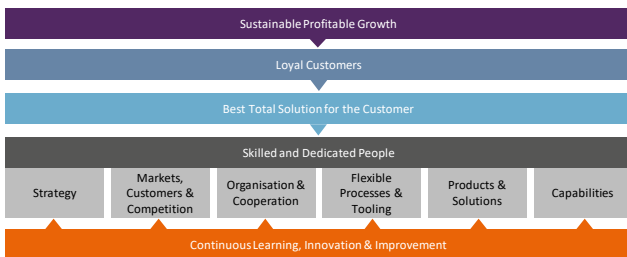 Sustainable Profitable Growth
Loyal Customers
Best Total Solution for the Customer
Skilled and Dedicated People
Strategy
Markets,
Customers &
Competition
Organisation &
Cooperation
Flexible
Processes &
Tooling
Products &
Solutions
Capabilities
Continuous Learning, Innovation & Improvement